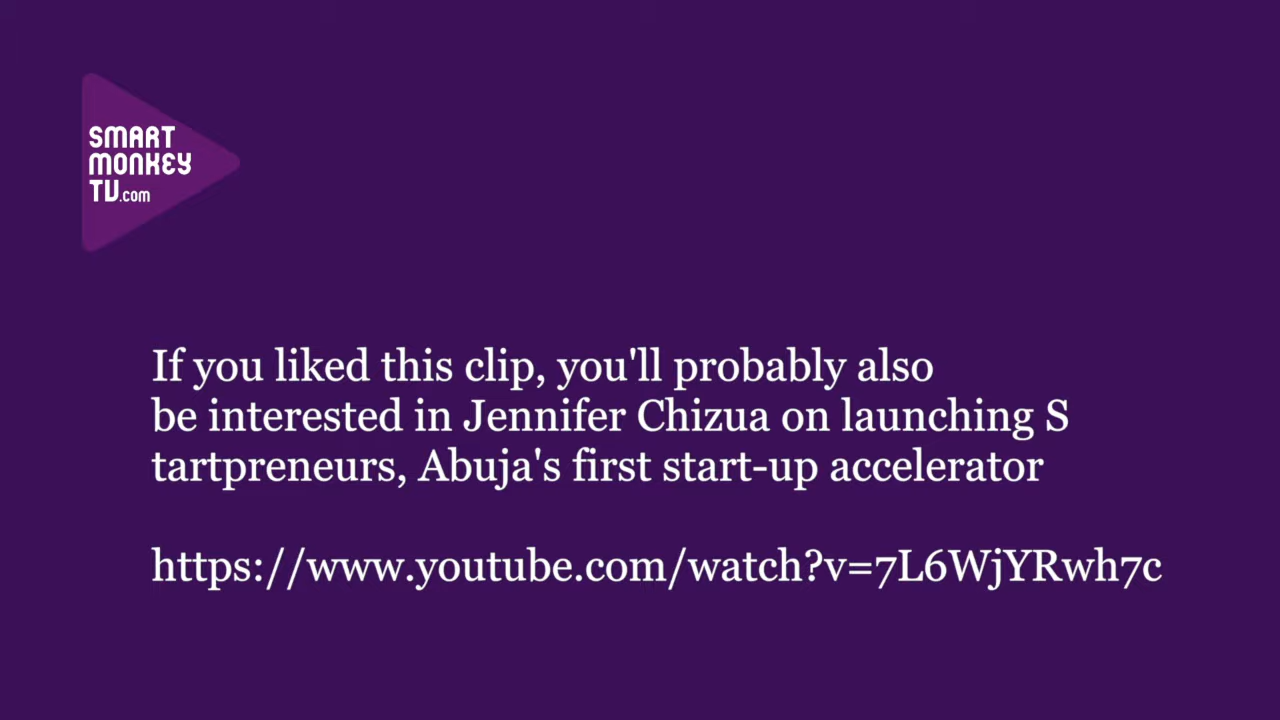 SMART
MONKEY
TV.com
If you liked this clip, you'll probably also
be interested in Jennifer Chizua on launching S
tartpreneurs, Abuja's first start-up accelerator
https://www.youtube.com/watch?v=7L6WjYRwh7c